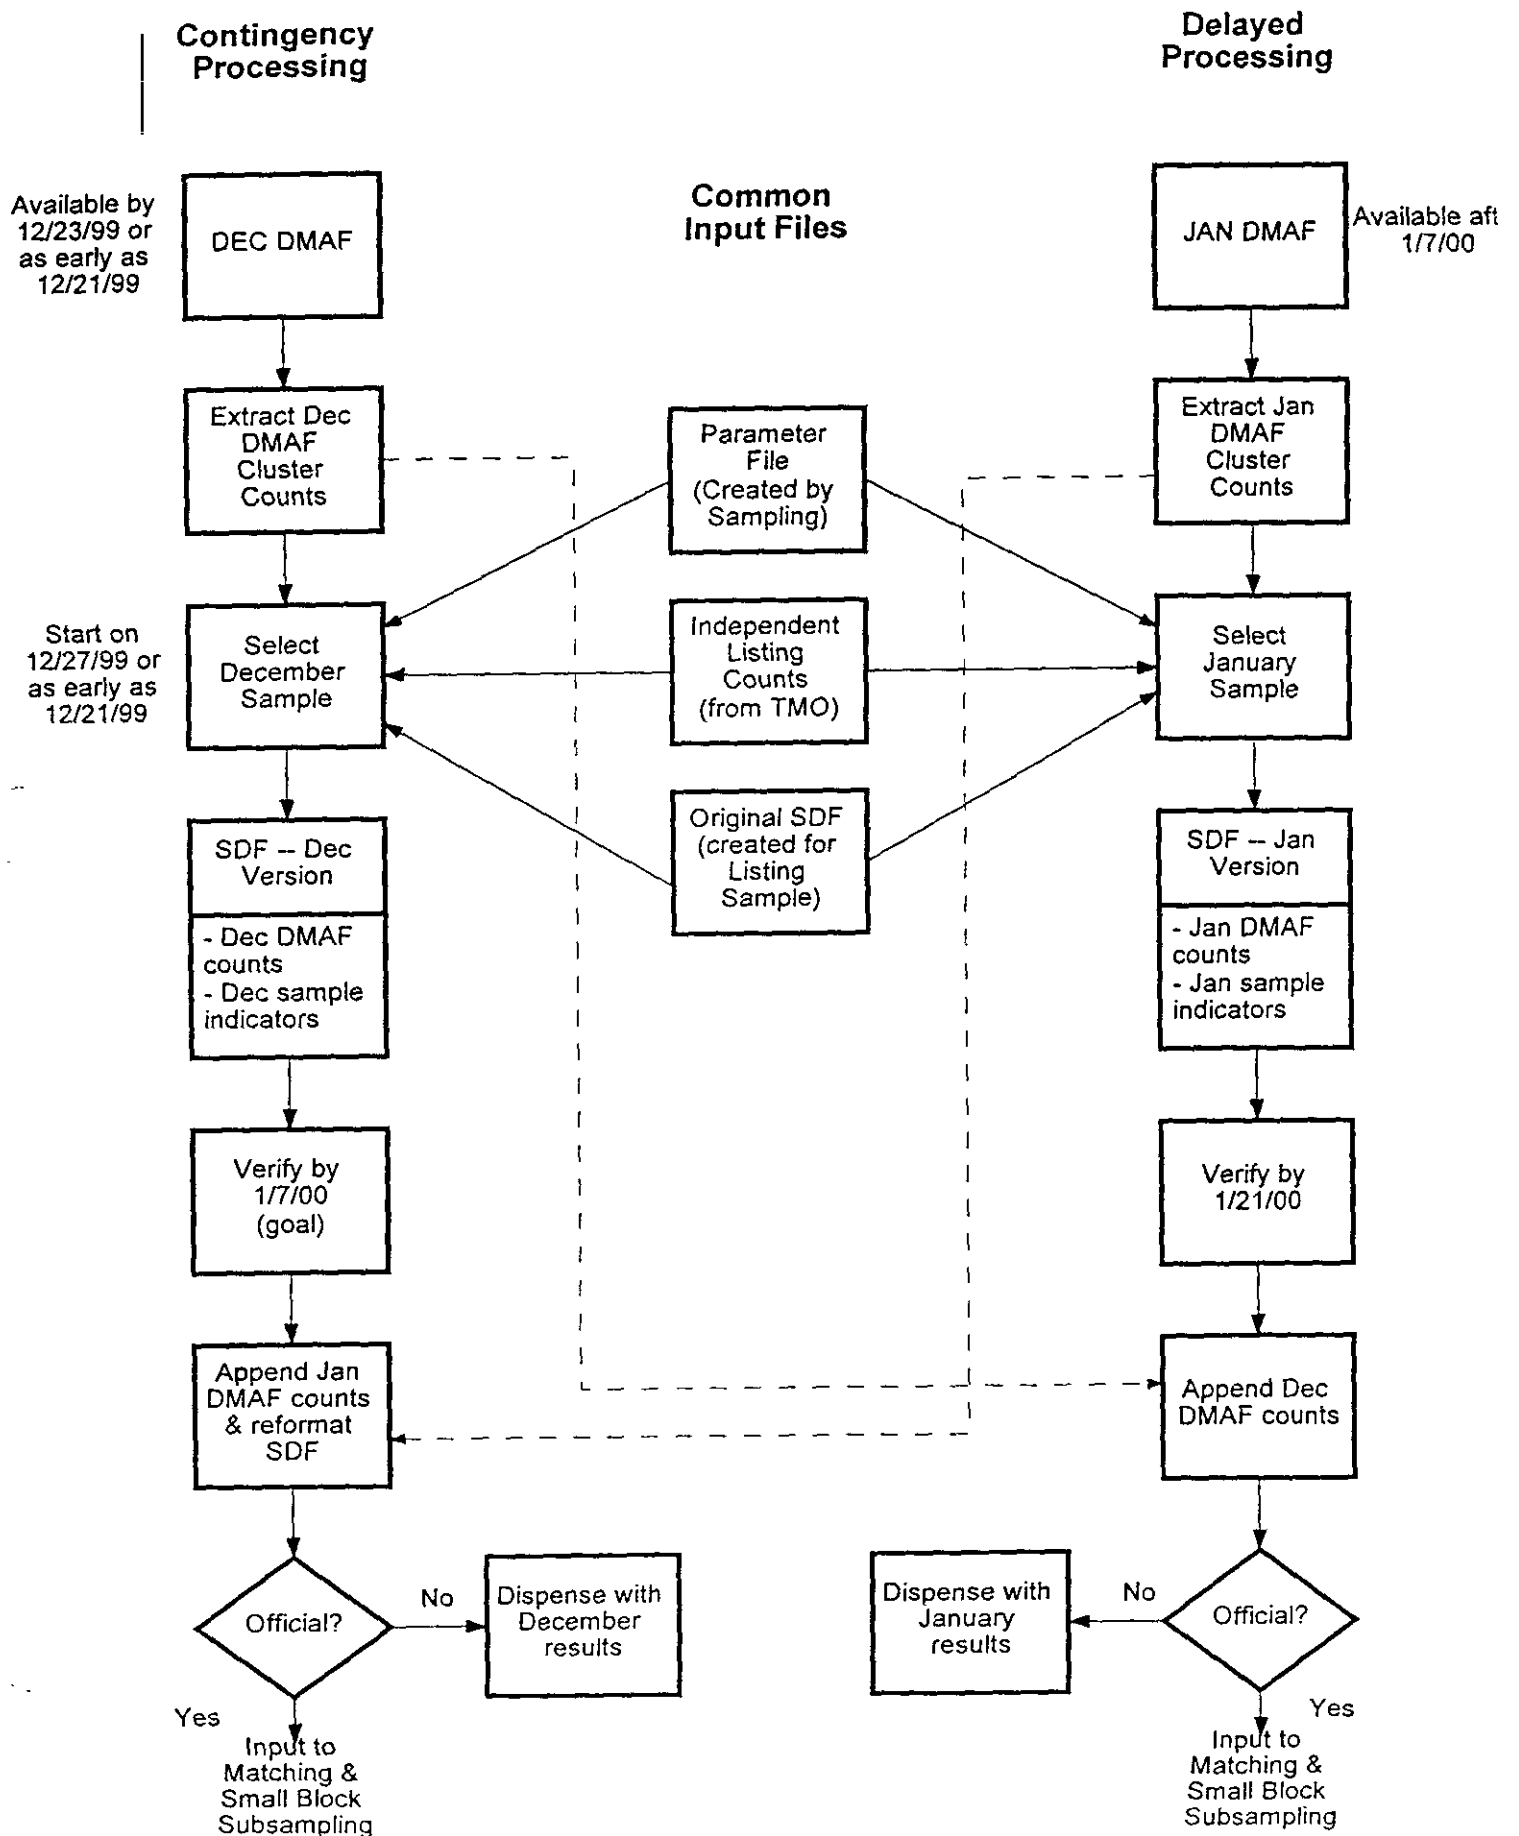 Contingency
Processing
Delayed
Processing
Common
Input Files
Available by
12/23/99 or
as early as
12/21/99
DEC DMAF
JAN DMAF
Available aft
1/7/00
Extract Dec
DMAF
Cluster
Counts
Parameter
File
(Created by
Sampling)
Extract Jan
DMAF
Cluster
Counts
Start on
12/27/99 or
as early as
12/21/99
Select
December
Sample
Independent
Listing
Counts
(from TMO)
Select
January
Sample
Original SDF
(created for
Listing
Sample)
SDF -- Dec
Version
- Dec DMAF
counts
- Dec sample
indicators
SDF -- Jan
Version
- Jan DMAF
counts
- Jan sample
indicators
Verify by
1/7/00
(goal)
Verify by
1/21/00
Append Jan
DMAF counts
& reformat
SDF
Append Dec
DMAF counts
Official?
No
Dispense with
December
results
Yes
Input to
Matching &
Small Block
Subsampling
Dispense with
January
results
No
Official?
Yes
Input to
Matching &
Small Block
Subsampling